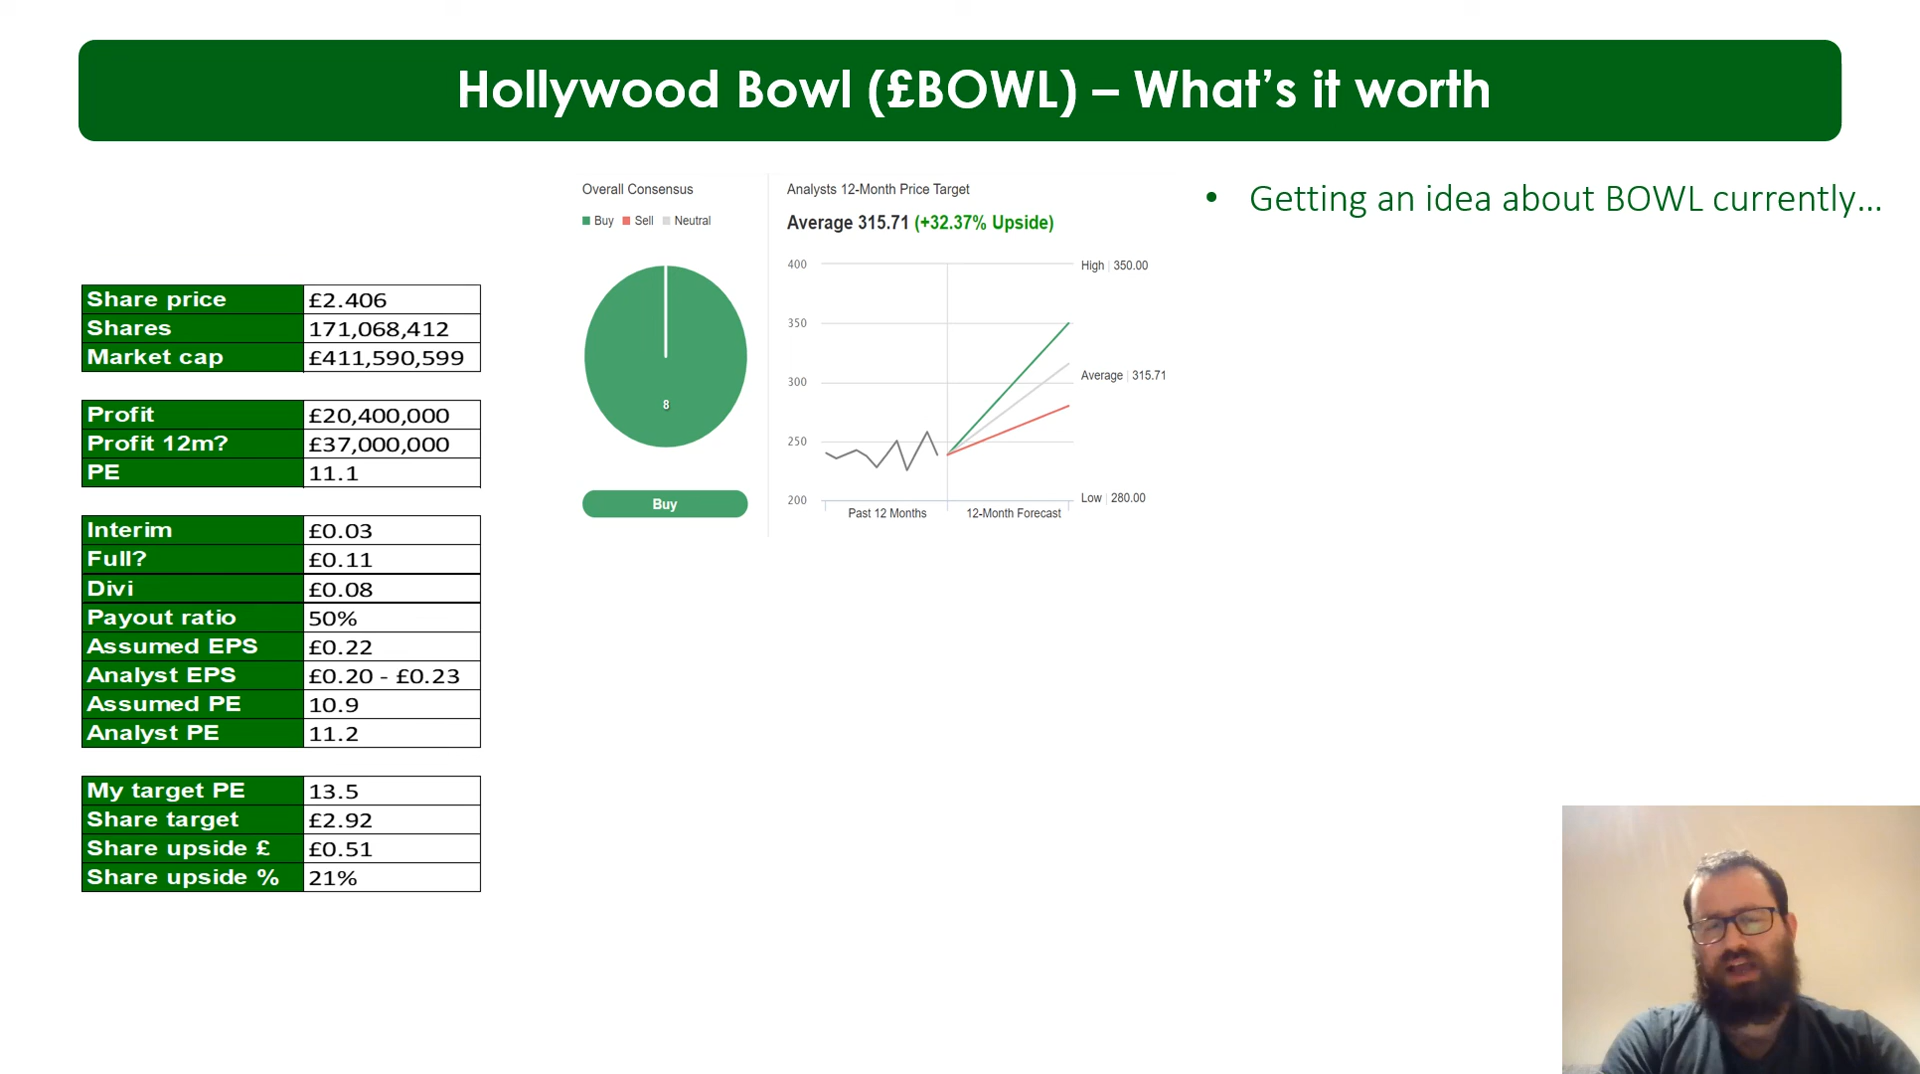 Hollywood Bowl (£BOWL) – What's it worth
Share price £2.406
Shares 171,068,412
Market cap £411,590,599
Profit £20,400,000
Profit 12m? £37,000,000
PE 11.1
Interim £0.03
Full? £0.11
Divi £0.08
Payout ratio 50%
Assumed EPS £0.22
Analyst EPS £0.20 - £0.23
Assumed PE 10.9
Analyst PE 11.2
My target PE 13.5
Share target £2.92
Share upside £ £0.51
Share upside % 21%
Overall Consensus
Buy Sell Neutral
8
Buy
Analysts 12-Month Price Target
Average 315.71 (+32.37% Upside)
400
350
300
250
200
High | 350.00
Average | 315.71
Low | 280.00
Past 12 Months 12-Month Forecast
• Getting an idea about BOWL currently...